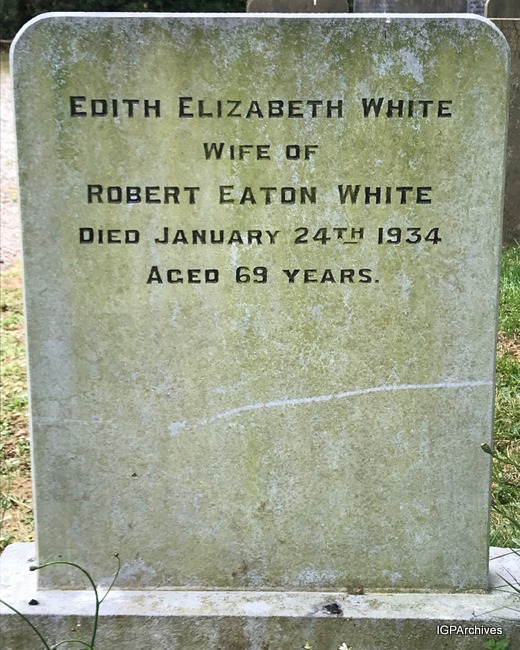 Edith Elizabeth White
Wife of
Robert Eaton White
Died January 24th 1934
Aged 69 years.
IGPArchives